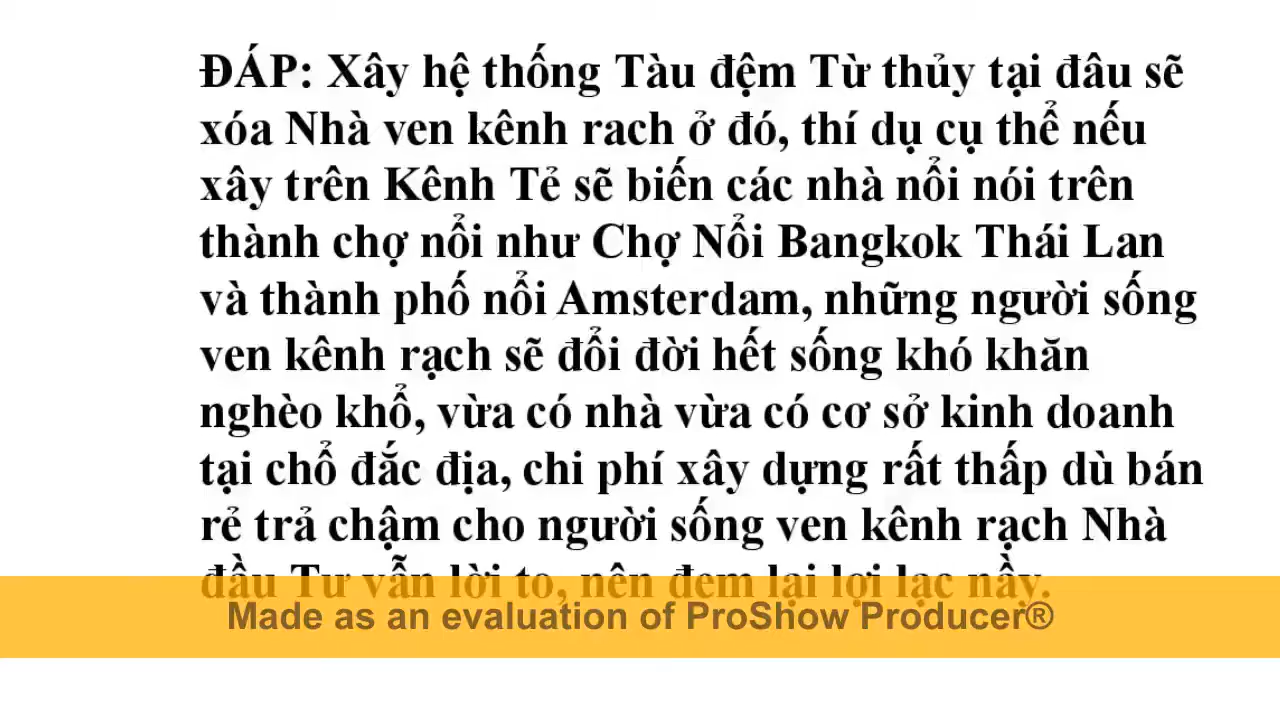 ĐÁP: Xây hệ thống Tàu đệm Từ thủy tại đâu sẽ
xóa Nhà ven kênh rach ở đó, thí dụ cụ thể nếu
xây trên Kênh Tẻ sẽ biến các nhà nổi nói trên
thành chợ nổi như Chợ Nổi Bangkok Thái Lan
và thành phố nổi Amsterdam, những người sống
ven kênh rạch sẽ đổi đời hết sống khó khăn
nghèo khổ, vừa có nhà vừa có cơ sở kinh doanh
tại chổ đắc địa, chi phí xây dựng rất thấp dù bán
rẻ trả chậm cho người sống ven kênh rạch Nhà
đầu Tư vẫn lời to, nên đem lại lợi lạc nầy.
Made as an evaluation of ProShow Producer®